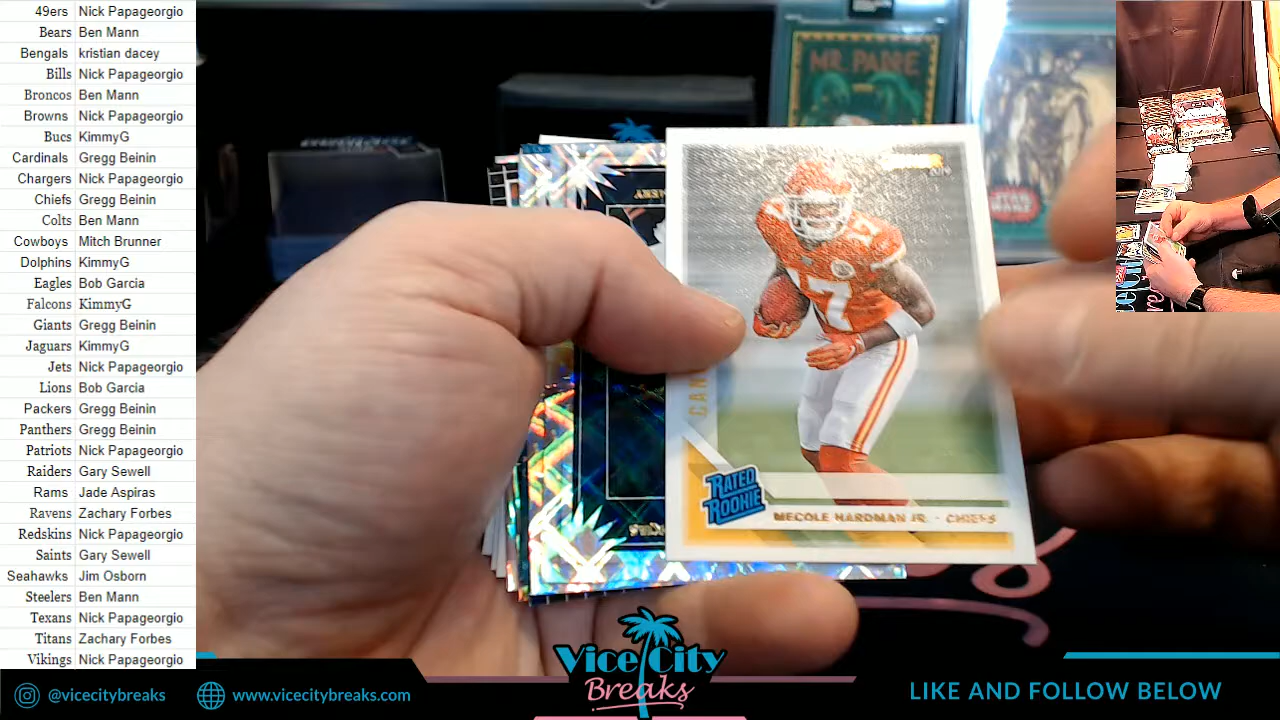 49ers Nick Papageorgio
Bears Ben Mann
Bengals kristian dacey
Bills Nick Papageorgio
Broncos Ben Mann
Browns Nick Papageorgio
Bucs KimmyG
Cardinals Gregg Beinin
Chargers Nick Papageorgio
Chiefs Gregg Beinin
Colts Ben Mann
Cowboys Mitch Brunner
Dolphins KimmyG
Eagles Bob Garcia
Falcons KimmyG
Giants Gregg Beinin
Jaguars KimmyG
Jets Nick Papageorgio
Lions Bob Garcia
Packers Gregg Beinin
Panthers Gregg Beinin
Patriots Nick Papageorgio
Raiders Gary Sewell
Rams Jade Aspiras
Ravens Zachary Forbes
Redskins Nick Papageorgio
Saints Gary Sewell
Seahawks Jim Osborn
Steelers Ben Mann
Texans Nick Papageorgio
Titans Zachary Forbes
Vikings Nick Papageorgio
17
17
RATED
ROOKIE
MECOLE HARDMAN JR. - CHIEFS
Vice City
Breaks
@vicecitybreaks
www.vicecitybreaks.com
LIKE AND FOLLOW BELOW